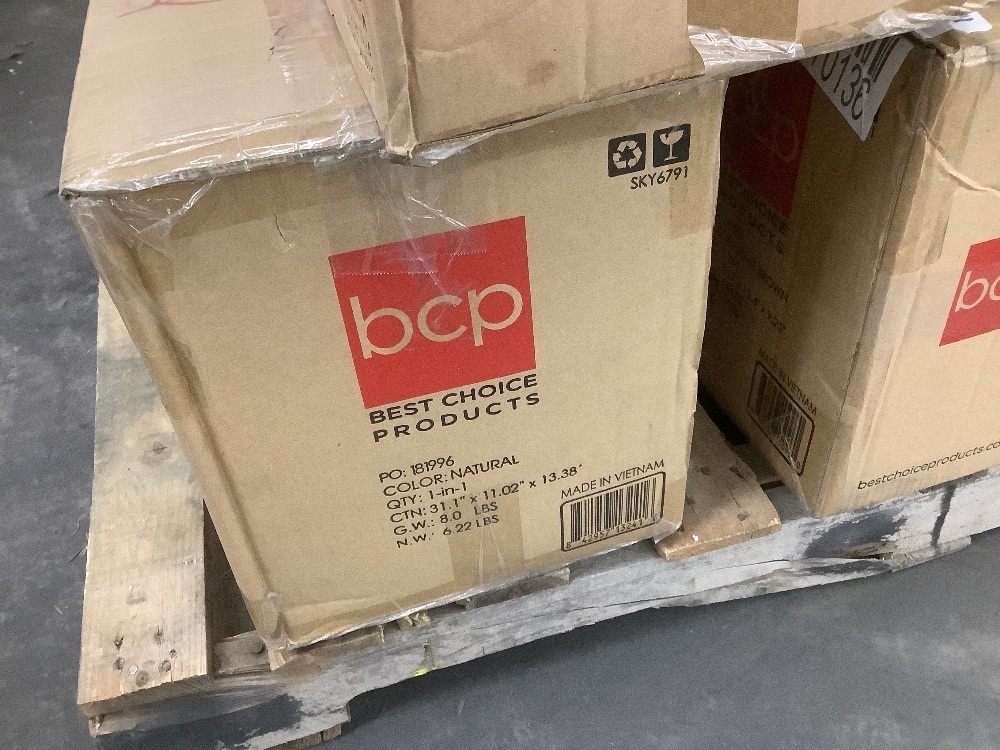 SKY6791
bcp
BEST CHOICE
PRODUCTS
PO: 181996
COLOR: NATURAL
QTY: 1-in-1
CTN: 31.1" x 11.02" x 13.38"
G.W.: 8.0 LBS
N.W.: 6.22 LBS
MADE IN VIETNAM
MADE IN VIETNAM
bestchoiceproducts.co